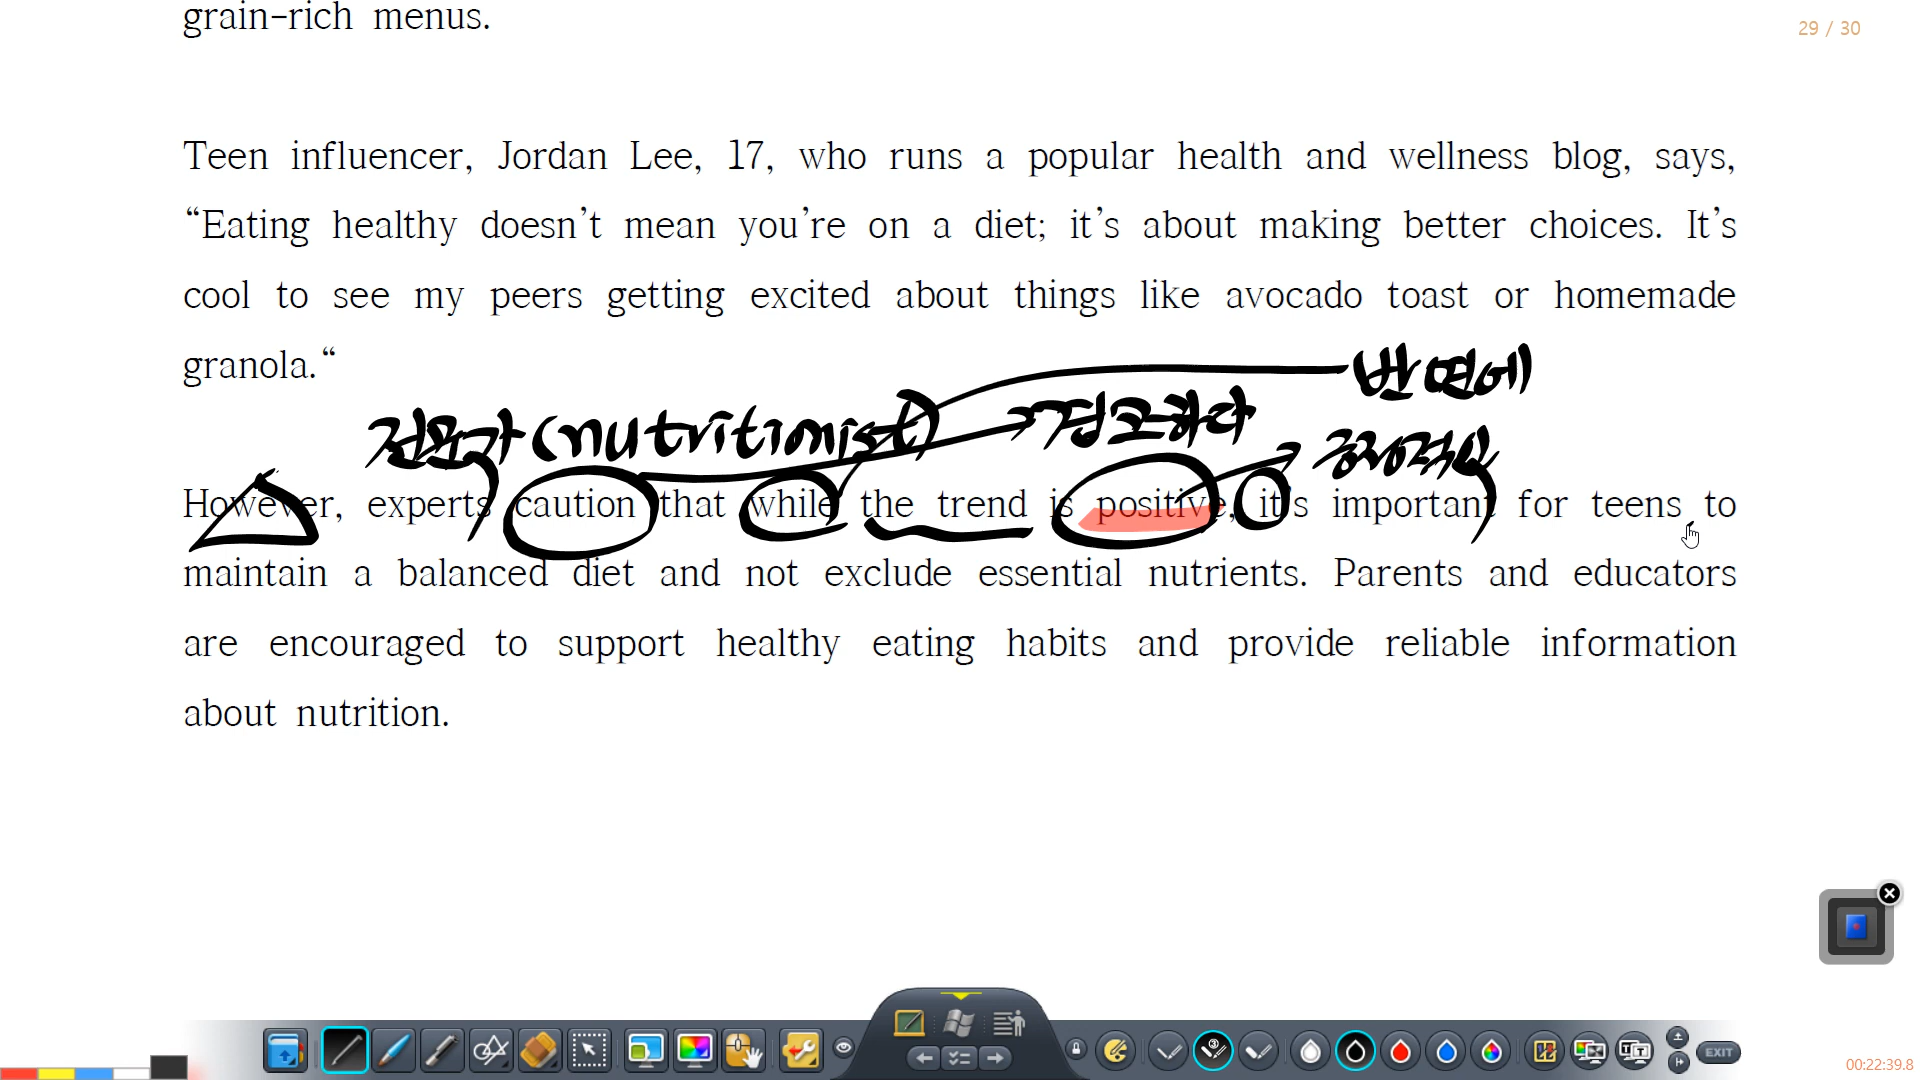 grain-rich menus.
29 / 30
Teen influencer, Jordan Lee, 17, who runs a popular health and wellness blog, says,
“Eating healthy doesn’t mean you’re on a diet; it’s about making better choices. It’s
cool to see my peers getting excited about things like avocado toast or homemade
granola.“
반면에
전문가(nutritionist) 경고하다
긍정적인
However, experts caution that while the trend is positive, it's important for teens to
maintain a balanced diet and not exclude essential nutrients. Parents and educators
are encouraged to support healthy eating habits and provide reliable information
about nutrition.
EXIT
00:22:39.8